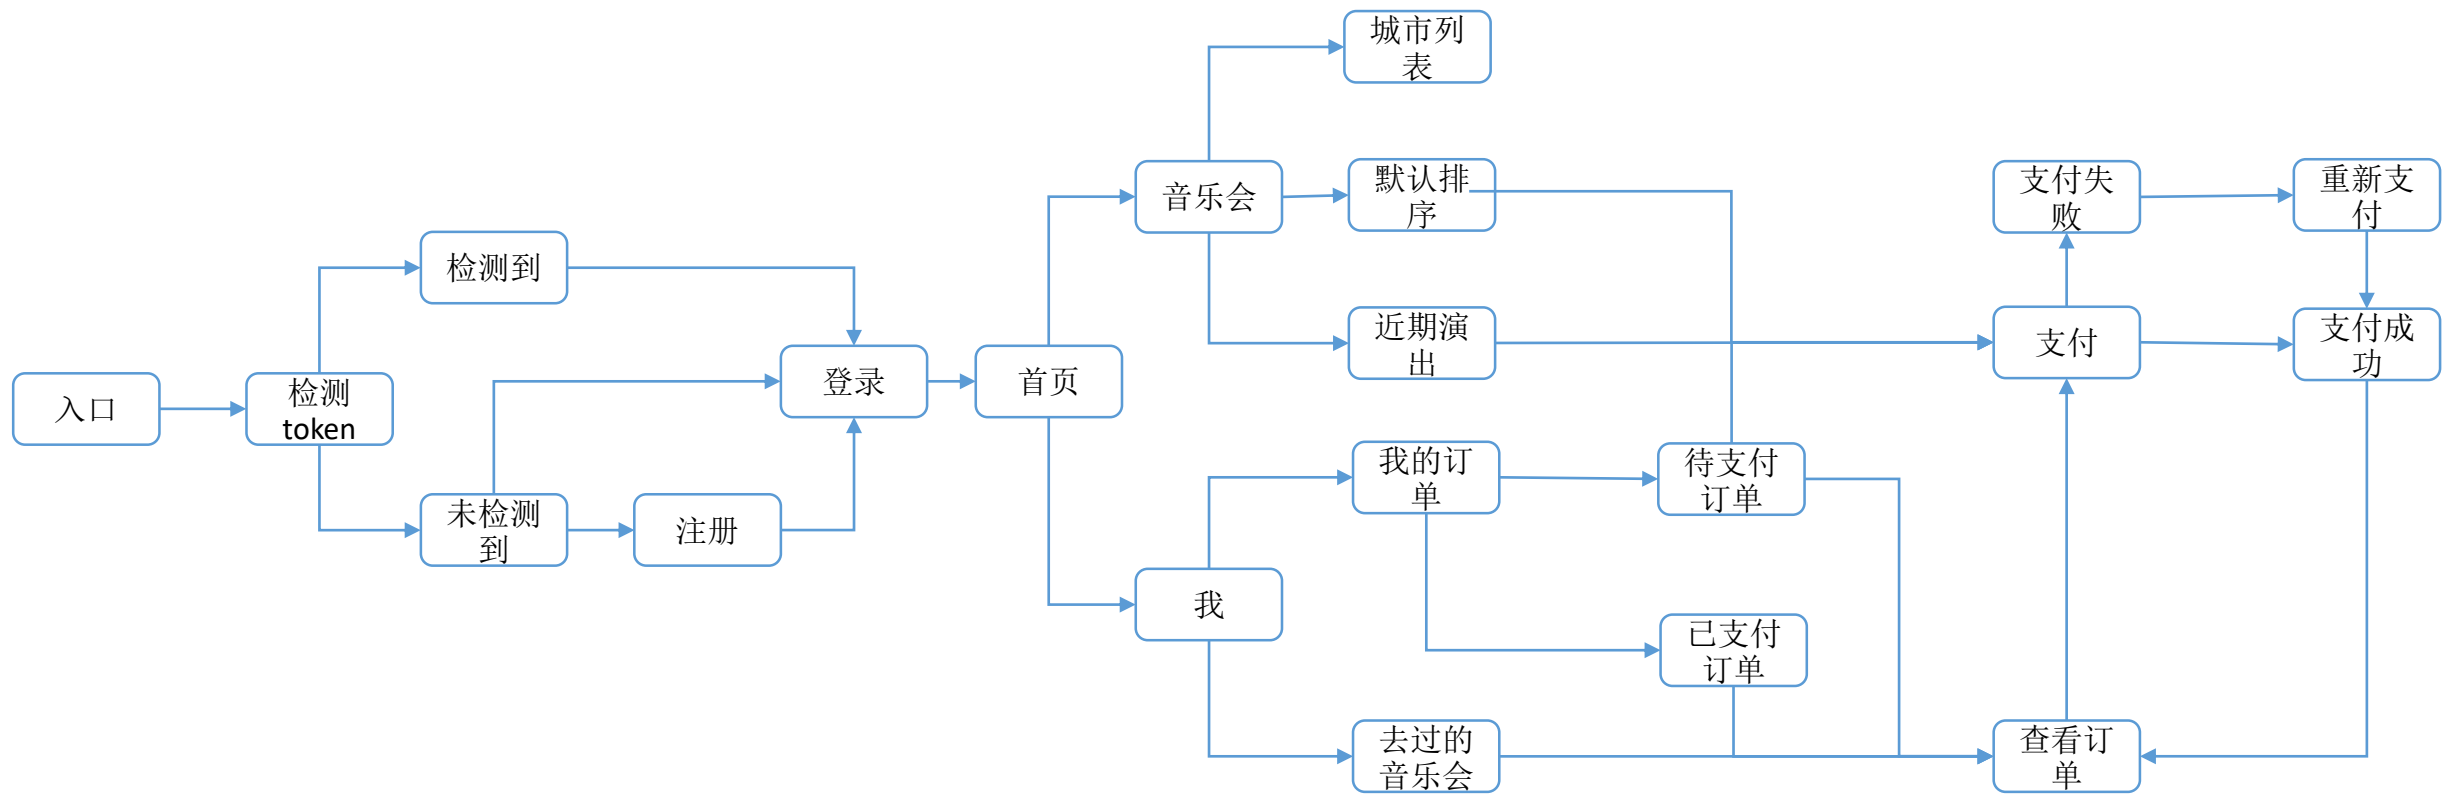 入口
检测
token
检测到
未检测
到
注册
登录
首页
音乐会
我
城市列
表
默认排
序
近期演
出
我的订
单
去过的
音乐会
待支付
订单
已支付
订单
支付失
败
支付
查看订
单
重新支
付
支付成
功